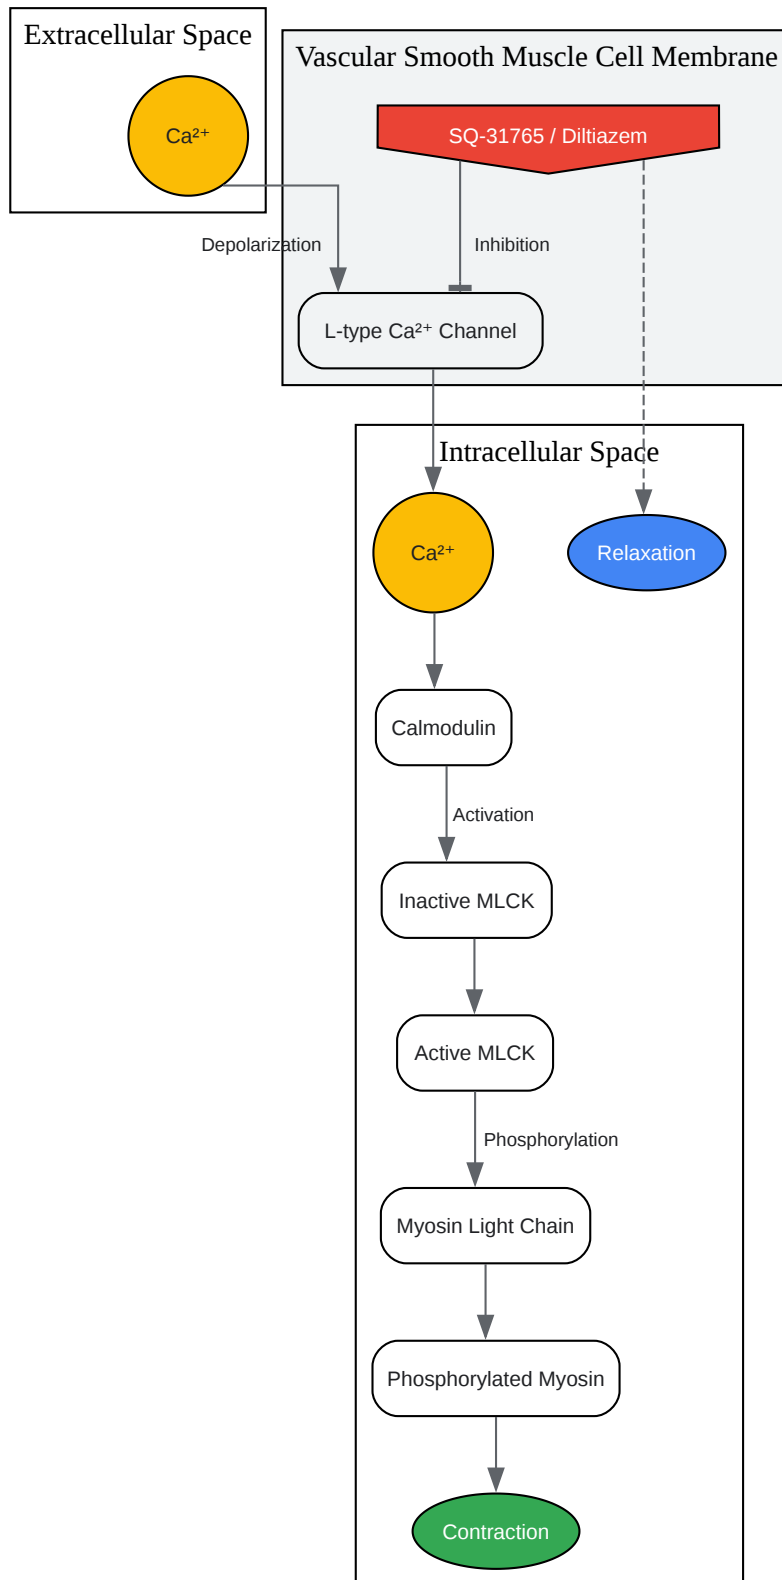 Extracellular Space
Vascular Smooth Muscle Cell Membrane
Ca²⁺
SQ-31765 / Diltiazem
Depolarization
Inhibition
L-type Ca²⁺ Channel
Intracellular Space
Ca²⁺
Relaxation
Calmodulin
Activation
Inactive MLCK
Active MLCK
Phosphorylation
Myosin Light Chain
Phosphorylated Myosin
Contraction